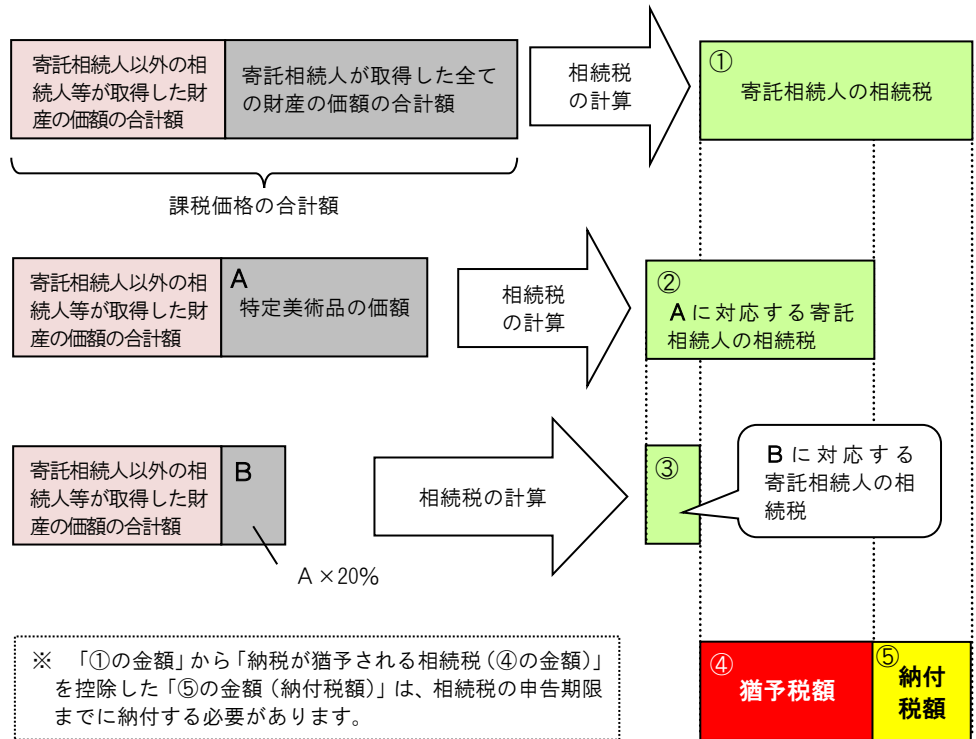 寄託相続人以外の相
続人等が取得した財
産の価額の合計額
寄託相続人が取得した全て
の財産の価額の合計額
相続税
の計算
①
寄託相続人の相続税
課税価格の合計額
寄託相続人以外の相
続人等が取得した財
産の価額の合計額
A
特定美術品の価額
相続税
の計算
②
Aに対応する寄託
相続人の相続税
寄託相続人以外の相
続人等が取得した財
産の価額の合計額
B
A×20%
相続税の計算
③
Bに対応する
寄託相続人の相
続税
※ 「①の金額」から「納税が猶予される相続税(④の金額)」
を控除した「⑤の金額(納付税額)」は、相続税の申告期限
までに納付する必要があります。
④
猶予税額
⑤
納付
税額